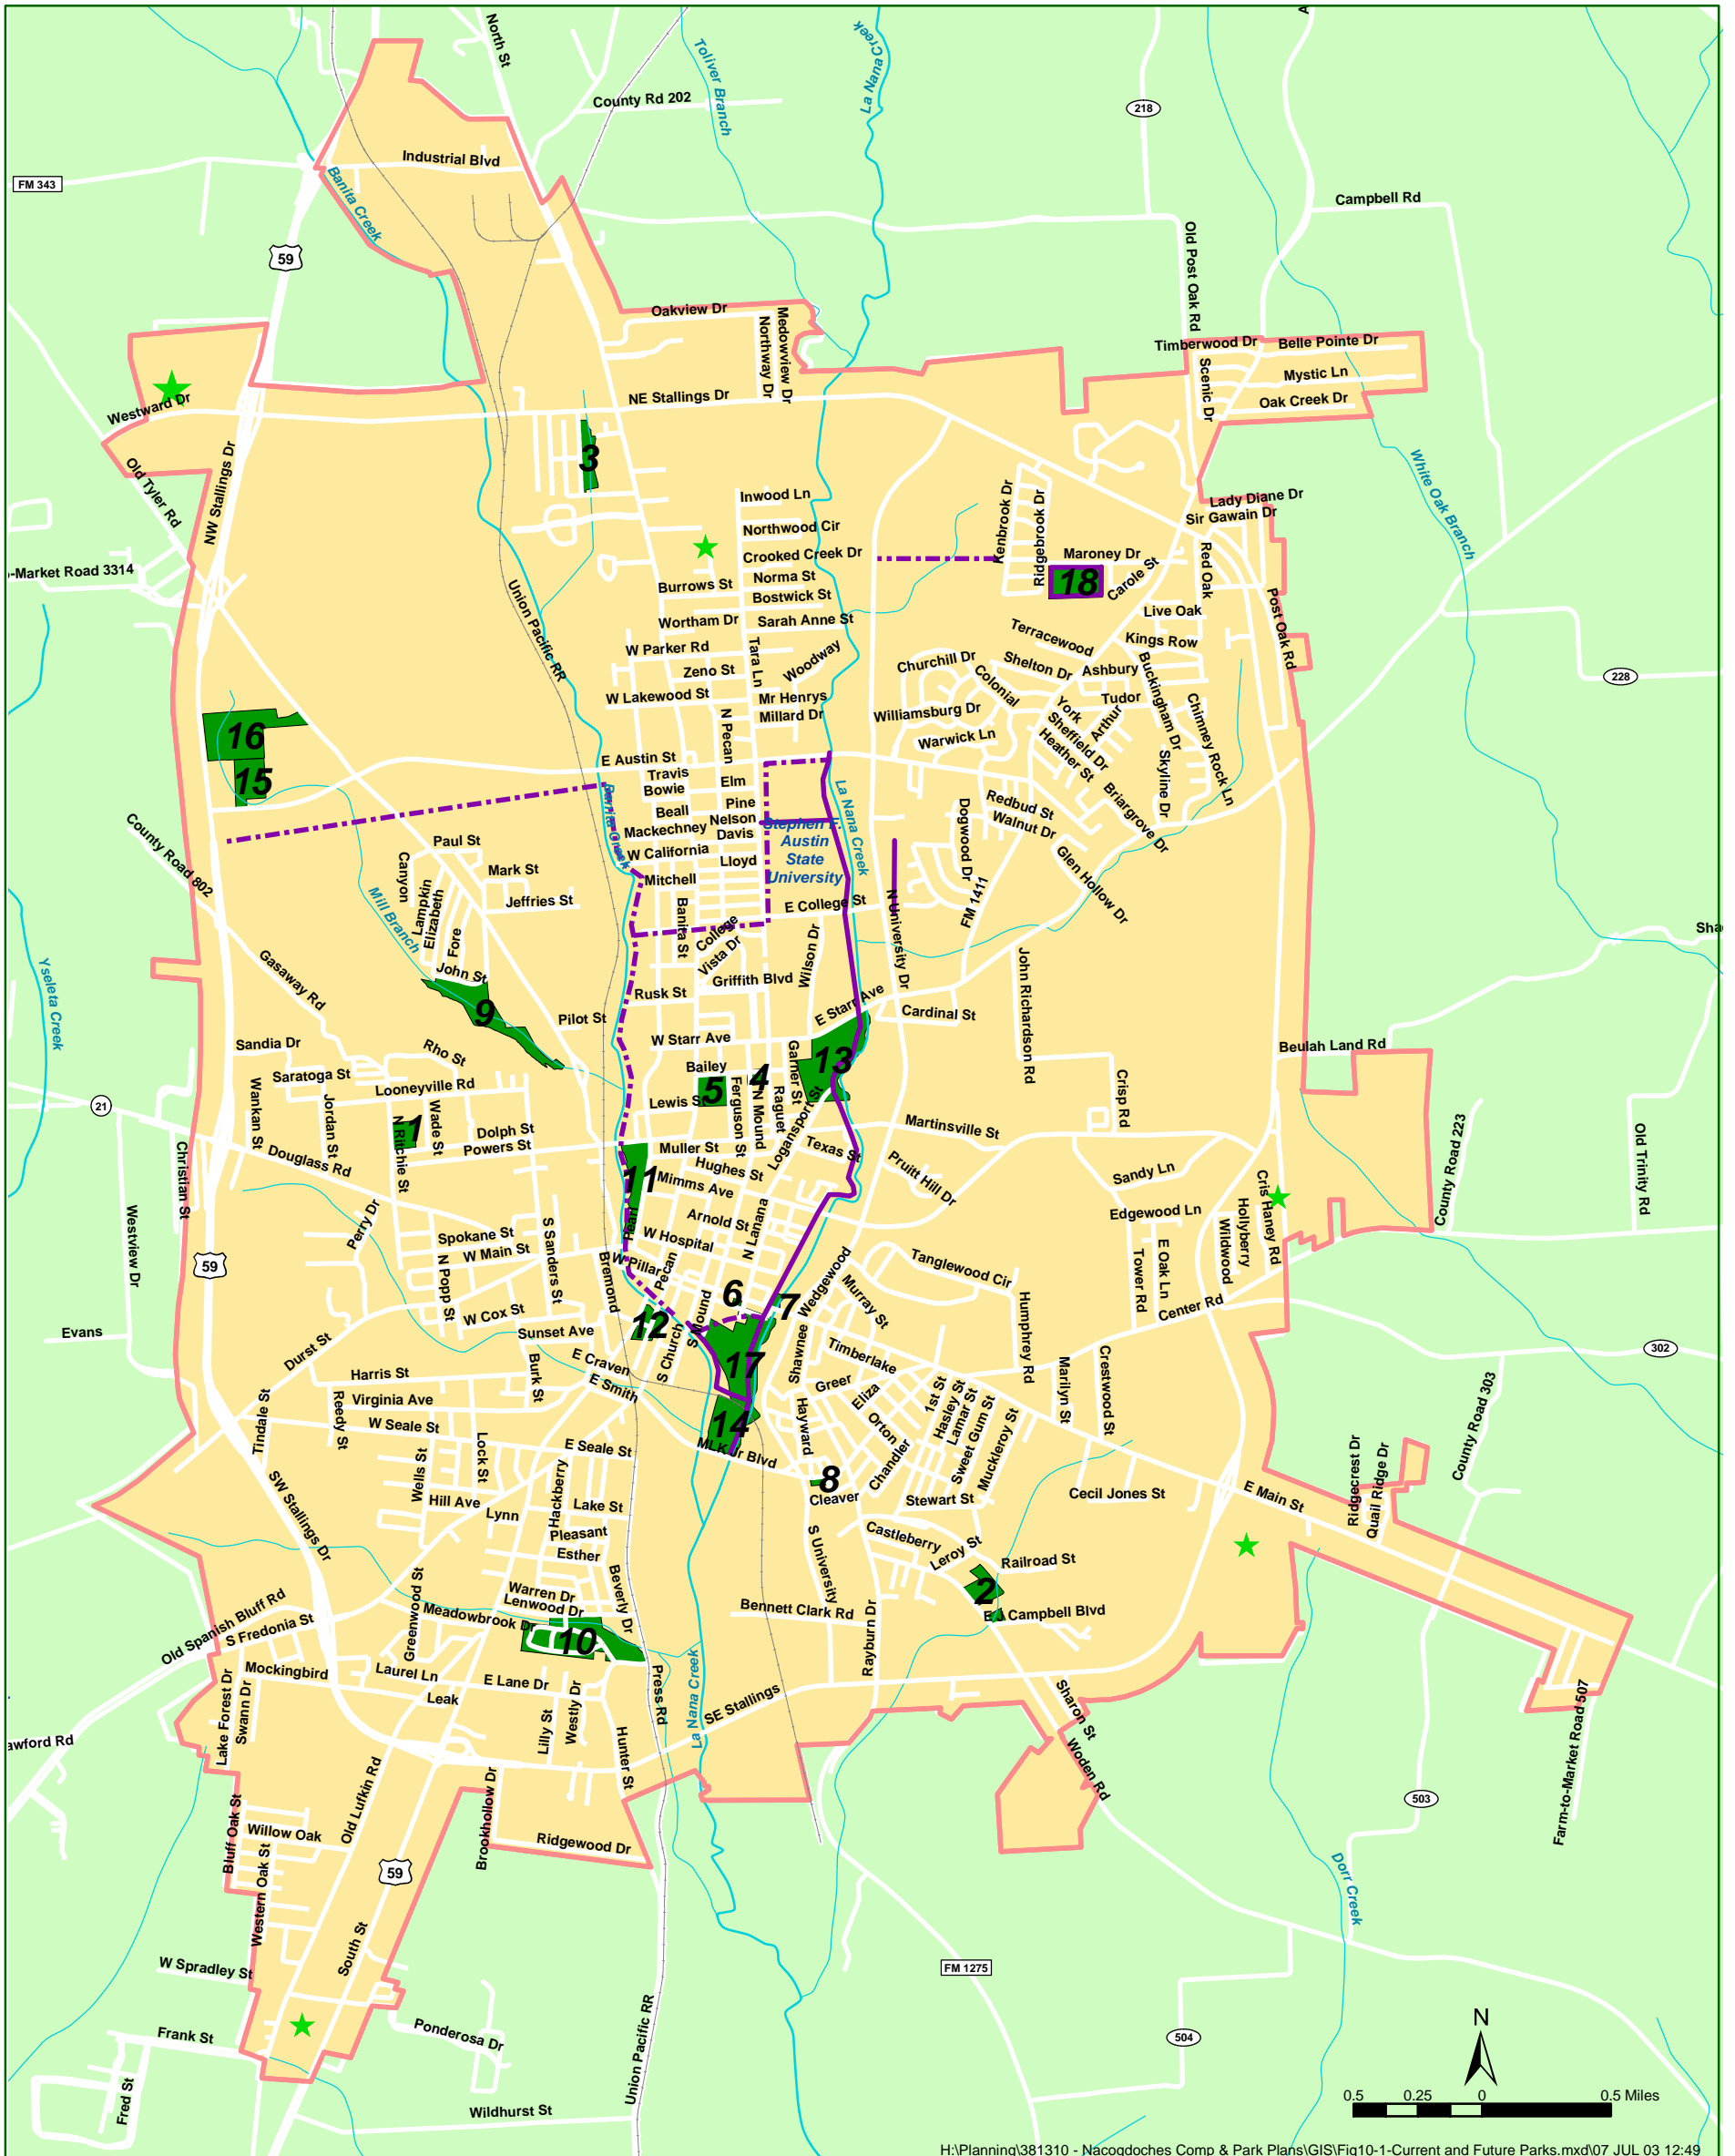 North St
Toliver Branch
La Nana Creek
County Rd 202
218
Industrial Blvd
FM 343
Banita Creek
Campbell Rd
59
Old Post Oak Rd
Oakview Dr
Northway Dr
Medowview Dr
Timberwood Dr
Belle Pointe Dr
Scenic Dr
Mystic Ln
Oak Creek Dr
Westward Dr
NE Stallings Dr
Old Tyler Rd
NW Stallings Dr
3
White Oak Branch
Inwood Ln
Kenbrook Dr
Ridgebrook Dr
Lady Diane Dr
Sir Gawain Dr
Northwood Cir
Crooked Creek Dr
Maroney Dr
18
Carole St
Red Oak
-Market Road 3314
Norma St
Burrows St
Bostwick St
Live Oak
Post Oak Rd
Union Pacific RR
Wortham Dr
Sarah Anne St
Terracewood
Kings Row
W Parker Rd
Tara Ln
Woodway
Churchill Dr
Shelton Dr
Ashbury
Buckingham Dr
228
Zeno St
Colonial
W Lakewood St
Mr Henrys
Tudor
Chimney Rock Ln
N Pecan
Millard Dr
Williamsburg Dr
York
Arthur
Sheffield Dr
16
Warwick Ln
Heather St
Skyline Dr
E Austin St
15
Travis
Bowie
Elm
La Nana Creek
Banita Creek
Beall
Pine
Redbud St
Briargrove Dr
Nelson
Walnut Dr
County Road 802
Mackechney
Davis
Stephen F. 
Austin
State
University
Dogwood Dr
Paul St
W California
Lloyd
Canyon
Mark St
Mitchell
Glen Hollow Dr
Lampkin
Elizabeth
Jeffries St
Banita St
E College St
N University Dr
FM 1411
Mill Branch
Fore
College
Vista Dr
Wilson Dr
Yseleta Creek
Gasaway Rd
John St
Griffith Blvd
John Richardson Rd
9
Rusk St
E Starr Ave
Cardinal St
Pilot St
Sandia Dr
Rho St
W Starr Ave
Garner St
13
Beulah Land Rd
Saratoga St
Bailey
4
Looneyville Rd
5
Crisp Rd
21
Wankan St
Jordan St
N Ritchie St
1
Wade St
Lewis St
Ferguson St
N Mound
Raguet
Logansport St
Martinsville St
County Road 223
Old Trinity Rd
Dolph St
Powers St
Muller St
Texas St
Christian St
Douglass Rd
Hughes St
Pruitt Hill Dr
11
Mimms Ave
Sandy Ln
Cris Haney Rd
Westview Dr
Perry Dr
Arnold St
N Lanana
Edgewood Ln
Hollyberry
Wildwood
Spokane St
S Sanders St
Pearl
W Hospital
W Main St
W Pillar
59
N Popp St
Bremond
Pecan
Wedgewood
Tanglewood Cir
Tower Rd
E Oak Ln
Murray St
W Cox St
6
7
Center Rd
Evans
Sunset Ave
12
S Mound
Humphrey Rd
Durst St
S Church
Shawnee
Timberlake
302
Harris St
Burk St
E Craven
17
Greer
Marilyn St
Crestwood St
Virginia Ave
E Smith
Eliza
1st St
Hasley St
Lamar St
Sweet Gum St
Muckleroy St
County Road 303
Tindale St
Reedy St
W Seale St
Hayward
Orton
14
Lock St
E Seale St
MLK Jr Blvd
Chandler
Wells St
8
Ridgecrest Dr
Quail Ridge Dr
SW Stallings Dr
Hill Ave
Hackberry
Lake St
Cleaver
Stewart St
Cecil Jones St
E Main St
Lynn
Pleasant
Castleberry
Esther
S University
Leroy St
Railroad St
Greenwood St
Warren Dr
Beverly Dr
2
Old Spanish Bluff Rd
Lenwood Dr
Bennett Clark Rd
E J Campbell Blvd
S Fredonia St
Meadowbrook Dr
10
Rayburn Dr
Mockingbird
Laurel Ln
E Lane Dr
Lake Forest Dr
Swann Dr
Leak
Lilly St
Westly Dr
Press Rd
La Nana Creek
SE Stallings
Sharon St
Farm-to-Market Road 507
awford Rd
Hunter St
Woden Rd
Old Lufkin Rd
Brookhollow Dr
503
Bluff Oak St
Willow Oak
Ridgewood Dr
Western Oak St
59
Dorr Creek
South St
W Spradley St
FM 1275
Union Pacific RR
N
Frank St
Ponderosa Dr
504
Fred St
0.5 0.25 0 0.5 Miles
Wildhurst St
H:\Planning\381310 - Nacogdoches Comp & Park Plans\GIS\Fig10-1-Current and Future Parks.mxd\07 JUL 03 12:49